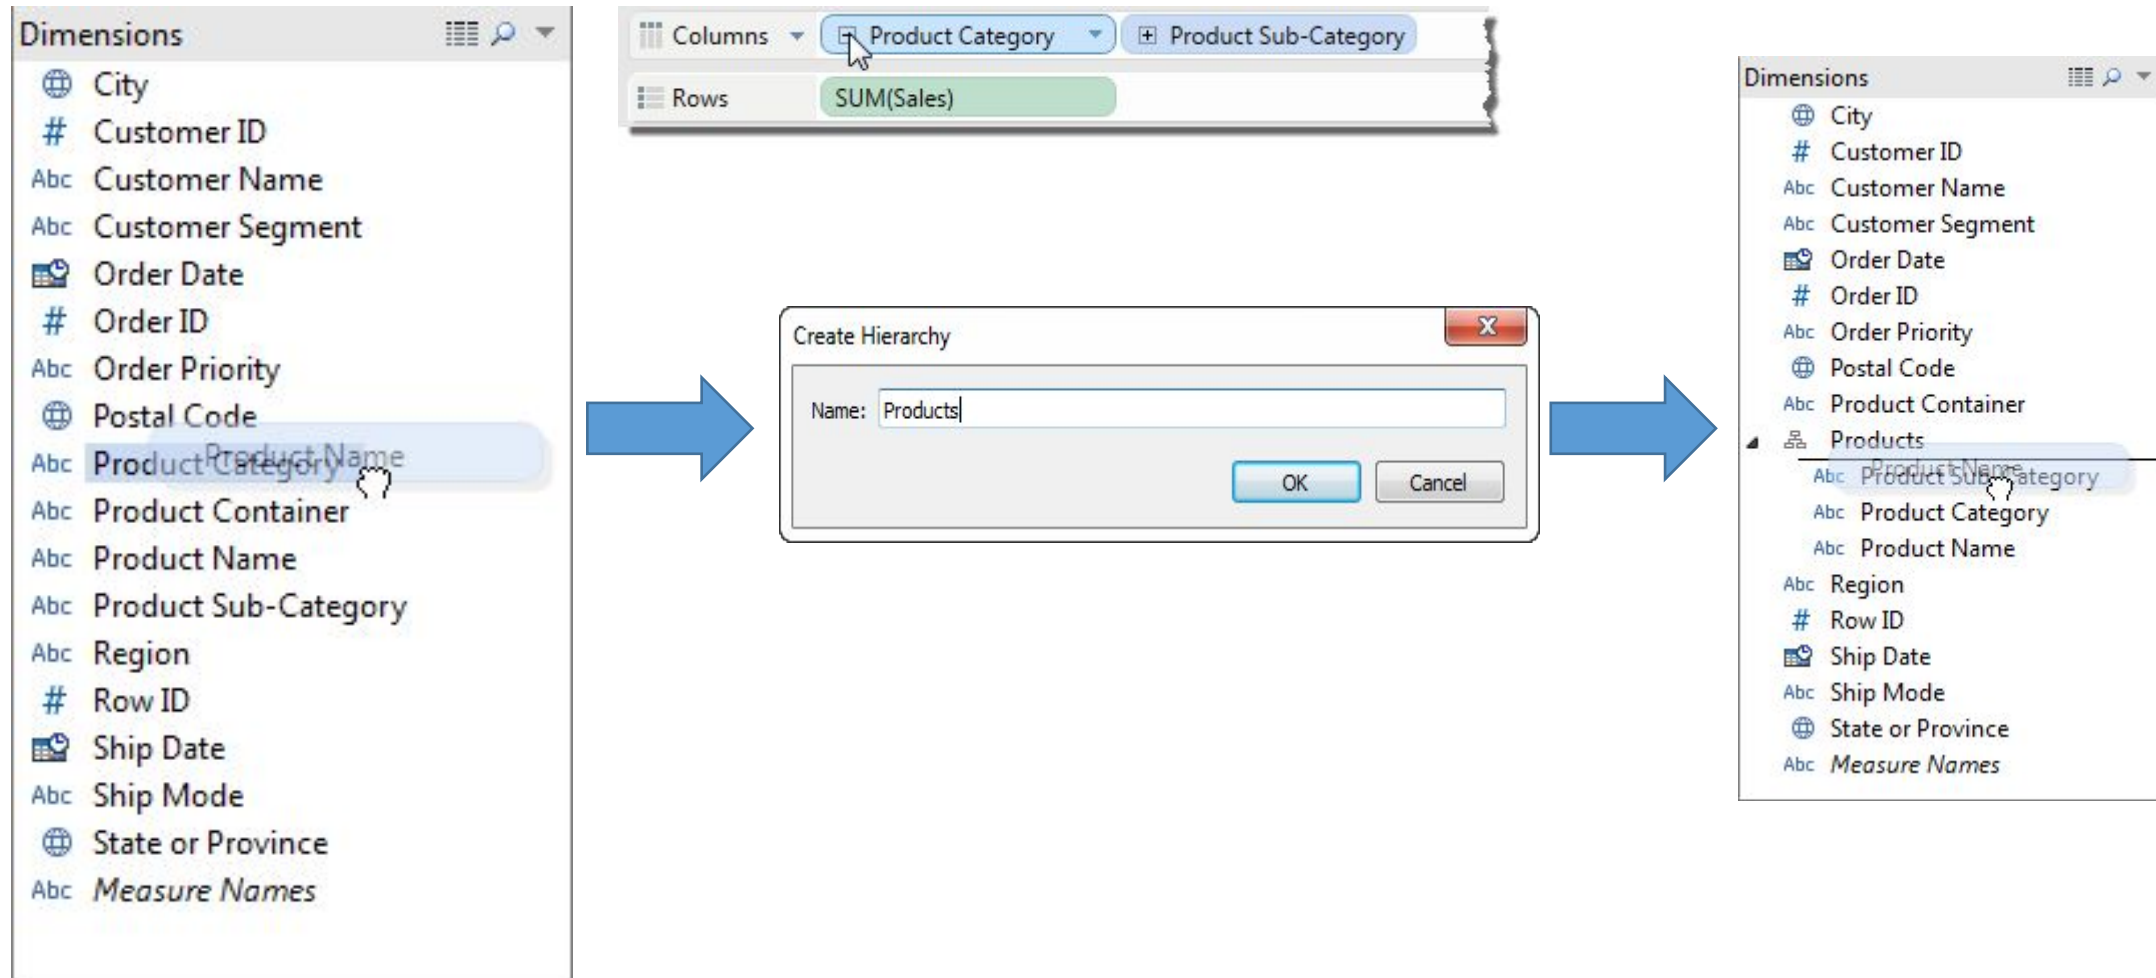 Dimensions
City
# Customer ID
Abc Customer Name
Abc Customer Segment
Order Date
# Order ID
Abc Order Priority
Postal Code
Abc Product Category
Product Name
Abc Product Container
Abc Product Name
Abc Product Sub-Category
Abc Region
# Row ID
Ship Date
Abc Ship Mode
State or Province
Abc Measure Names
Columns Product Category Product Sub-Category
Rows SUM(Sales)
Create Hierarchy
Name: Products
OK Cancel
Dimensions
City
# Customer ID
Abc Customer Name
Abc Customer Segment
Order Date
# Order ID
Abc Order Priority
Postal Code
Abc Product Container
Products
Product Name
Abc Product Sub-Category
Abc Product Category
Abc Product Name
Abc Region
# Row ID
Ship Date
Abc Ship Mode
State or Province
Abc Measure Names